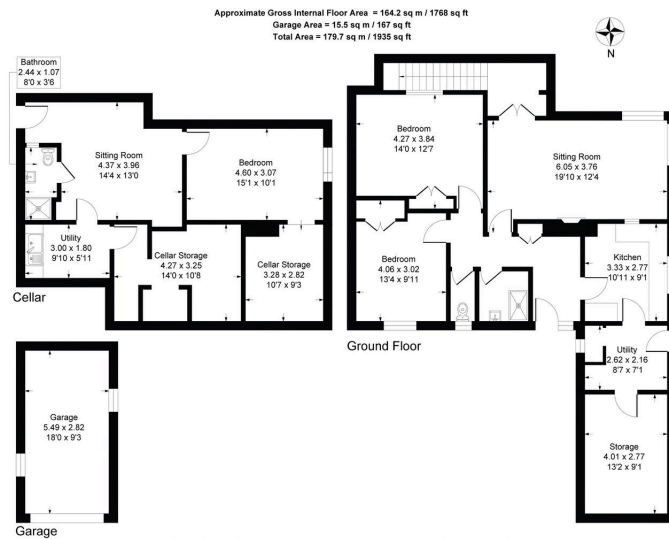 Approximate Gross Internal Floor Area = 164.2 sq m / 1768 sq ft
Garage Area = 15.5 sq m / 167 sq ft
Total Area = 179.7 sq m / 1935 sq ft
N
Bathroom
2.44 x 1.07
8'0 x 3'6
Sitting Room
4.37 x 3.96
14'4 x 13'0
Bedroom
4.60 x 3.07
15'1 x 10'1
Utility
3.00 x 1.80
9'10 x 5'11
Cellar Storage
4.27 x 3.25
14'0 x 10'8
Cellar Storage
3.28 x 2.82
10'7 x 9'3
Cellar
Bedroom
4.27 x 3.84
14'0 x 12'7
Sitting Room
6.05 x 3.76
19'10 x 12'4
Bedroom
4.06 x 3.02
13'4 x 9'11
Kitchen
3.33 x 2.77
10'11 x 9'1
Ground Floor
Utility
2.62 x 2.16
8'7 x 7'1
Storage
4.01 x 2.77
13'2 x 9'1
Garage
5.49 x 2.82
18'0 x 9'3
Garage